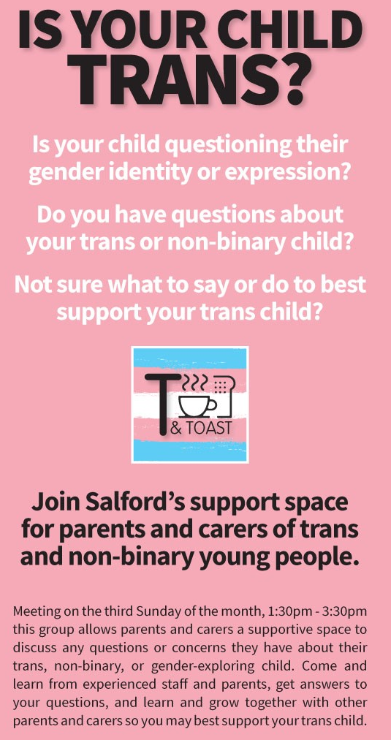 IS YOUR CHILD
TRANS?
Is your child questioning their
gender identity or expression?
Do you have questions about
your trans or non-binary child?
Not sure what to say or do to best
support your trans child?
T
& TOAST
Join Salford's support space
for parents and carers of trans
and non-binary young people.
Meeting on the third Sunday of the month, 1:30pm - 3:30pm
this group allows parents and carers a supportive space to
discuss any questions or concerns they have about their
trans, non-binary, or gender-exploring child. Come and
learn from experienced staff and parents, get answers to
your questions, and learn and grow together with other
parents and carers so you may best support your trans child.